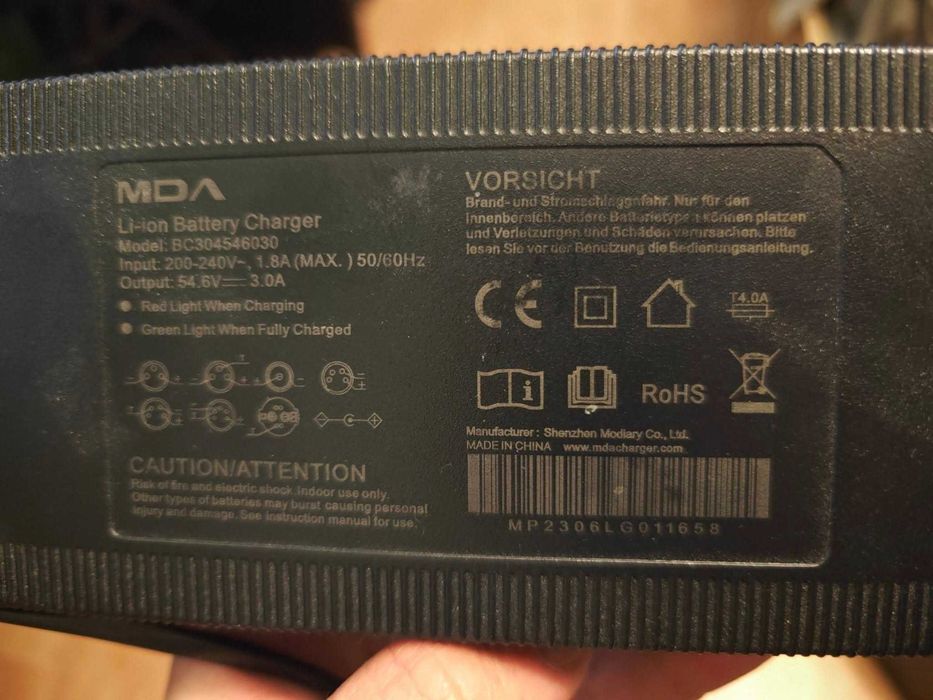 MDA
Li-ion Battery Charger
Model: BC304546030
Input: 200-240V~, 1.8A (MAX. ) 50/60Hz
Output: 54.6V⎓ 3.0A
● Red Light When Charging
● Green Light When Fully Charged
CAUTION/ATTENTION
Risk of fire and electric shock. Indoor use only.
Other types of batteries may burst causing personal
injury and damage. See instruction manual for use.
VORSICHT
Brand- und Stromschlaggefahr. Nur für den
Innenbereich. Andere Batterietypen können platzen
und Verletzungen und Schäden verursachen. Bitte
lesen Sie vor der Benutzung die Bedienungsanleitung.
CE
T4.0A
RoHS
Manufacturer : Shenzhen Modiary Co., Ltd.
MADE IN CHINA www.mdacharger.com
MP2306LG011658